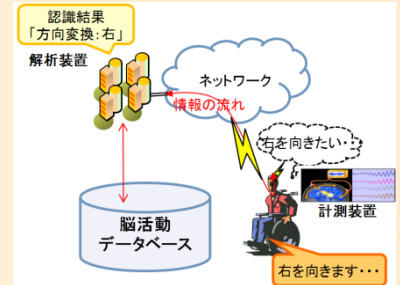 認識結果
「方向変換:右」
解析装置
ネットワーク
情報の流れ
右を向きたい・・・
計測装置
脳活動
データベース
右を向きます・・・